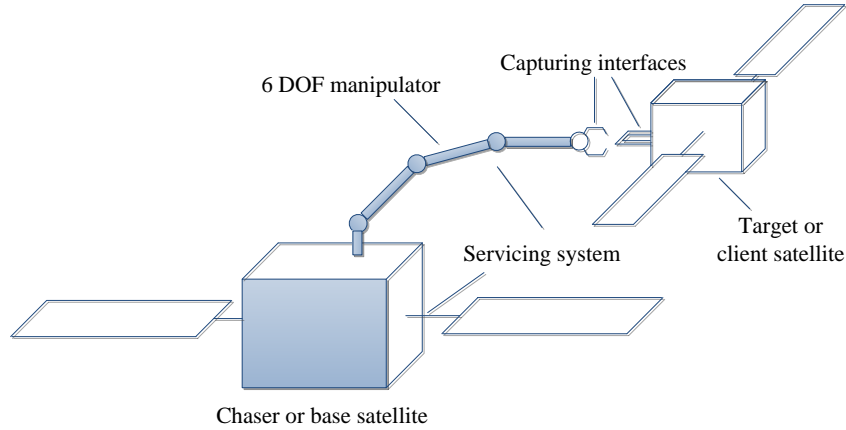 Capturing interfaces
6 DOF manipulator
Target or
client satellite
Servicing system
Chaser or base satellite